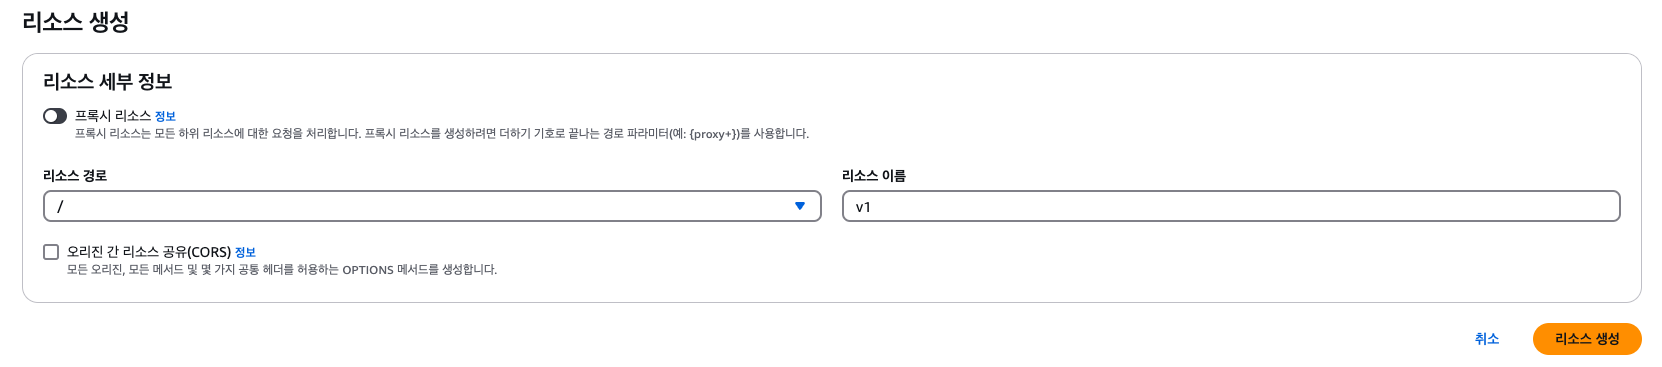 리소스 생성
리소스 세부 정보
프록시 리소스 정보
프록시 리소스는 모든 하위 리소스에 대한 요청을 처리합니다. 프록시 리소스를 생성하려면 더하기 기호로 끝나는 경로 파라미터(예: {proxy+})를 사용합니다.
리소스 경로
/
리소스 이름
v1
오리진 간 리소스 공유(CORS) 정보
모든 오리진, 모든 메서드 및 몇 가지 공통 헤더를 허용하는 OPTIONS 메서드를 생성합니다.
취소
리소스 생성